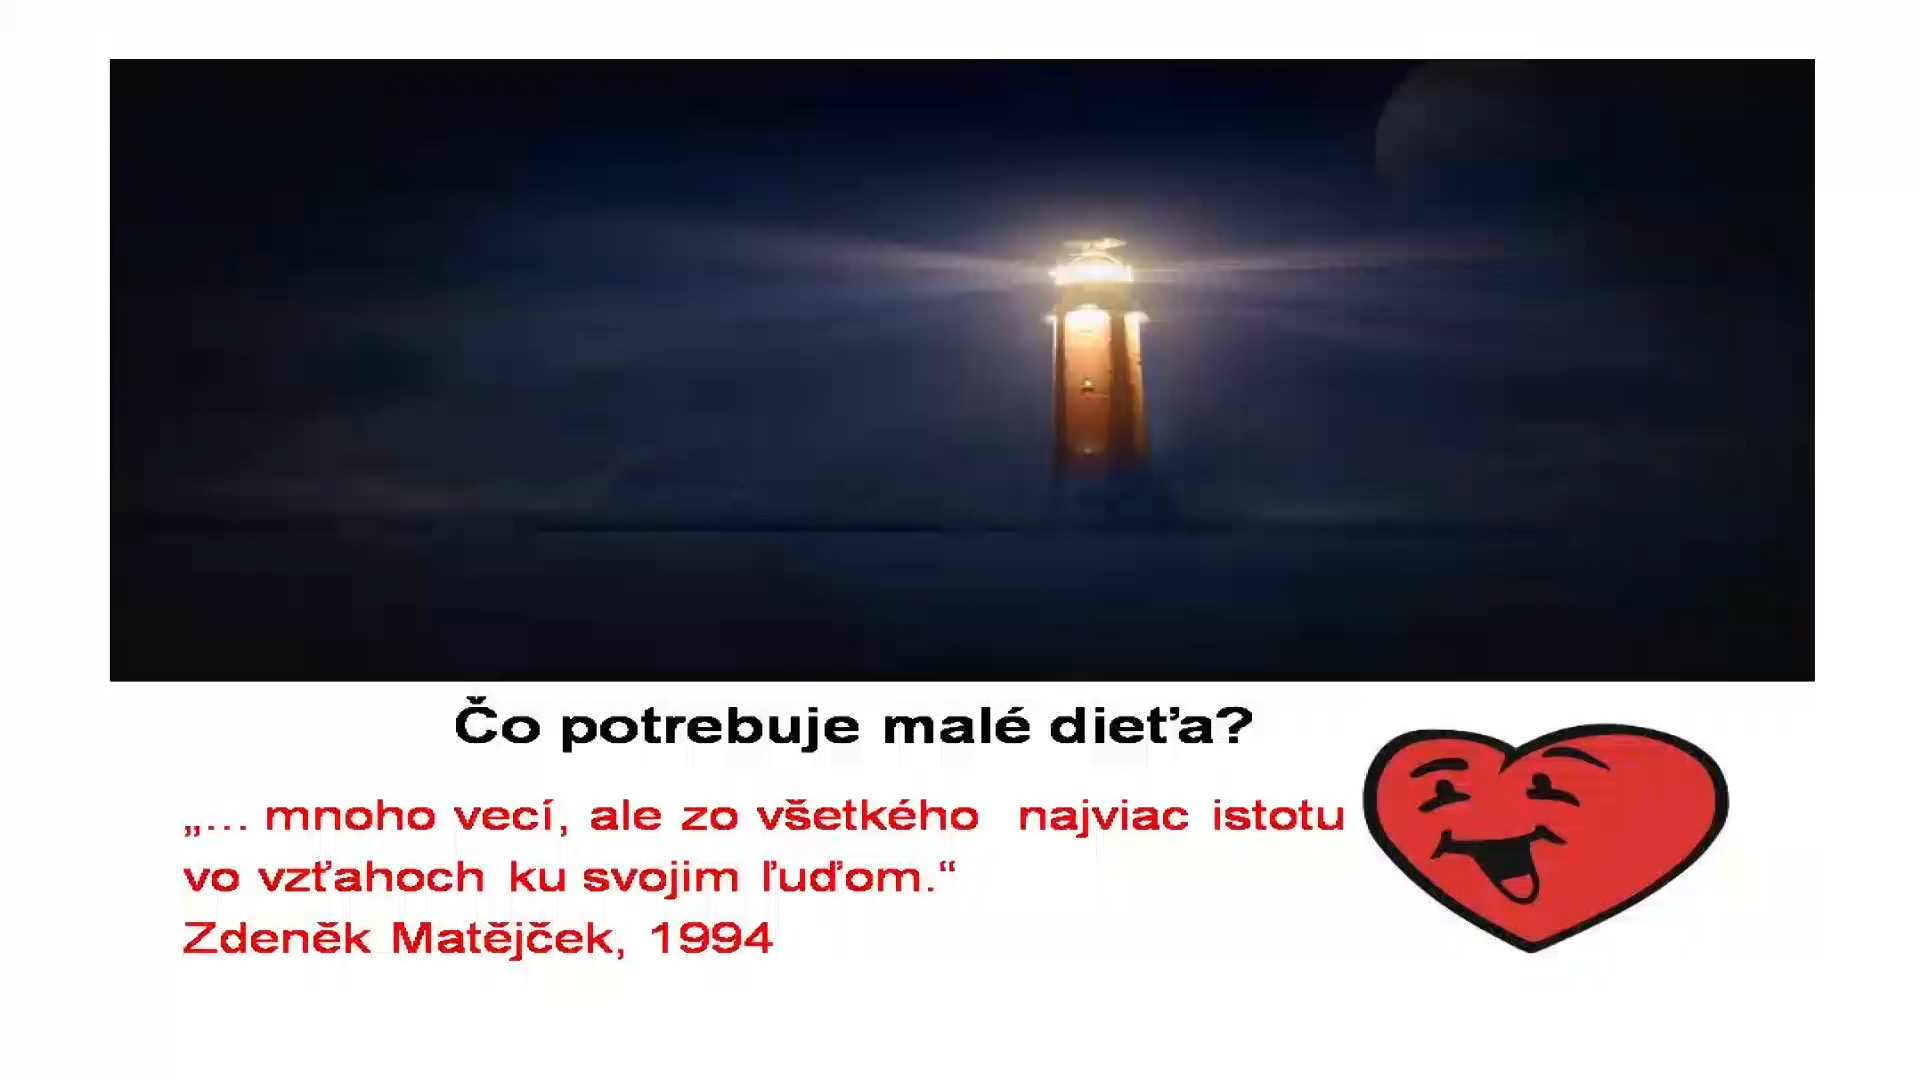 Čo potrebuje malé dieťa?
„… mnoho vecí, ale zo všetkého najviac istotu
vo vzťahoch ku svojim ľuďom.“
Zdeněk Matějček, 1994